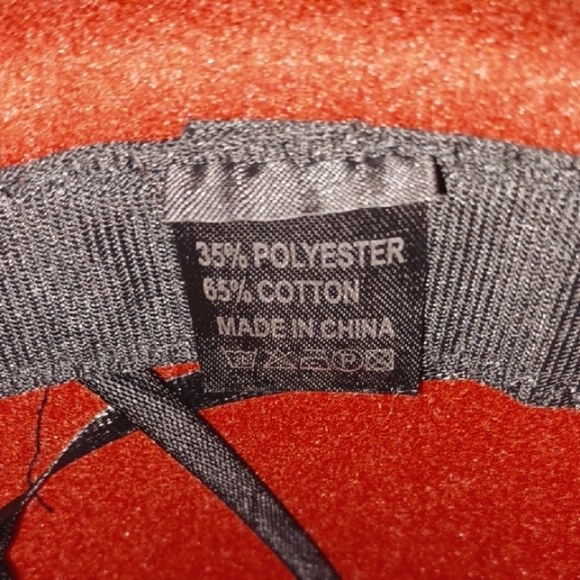 35% POLYESTER
65% COTTON
MADE IN CHINA